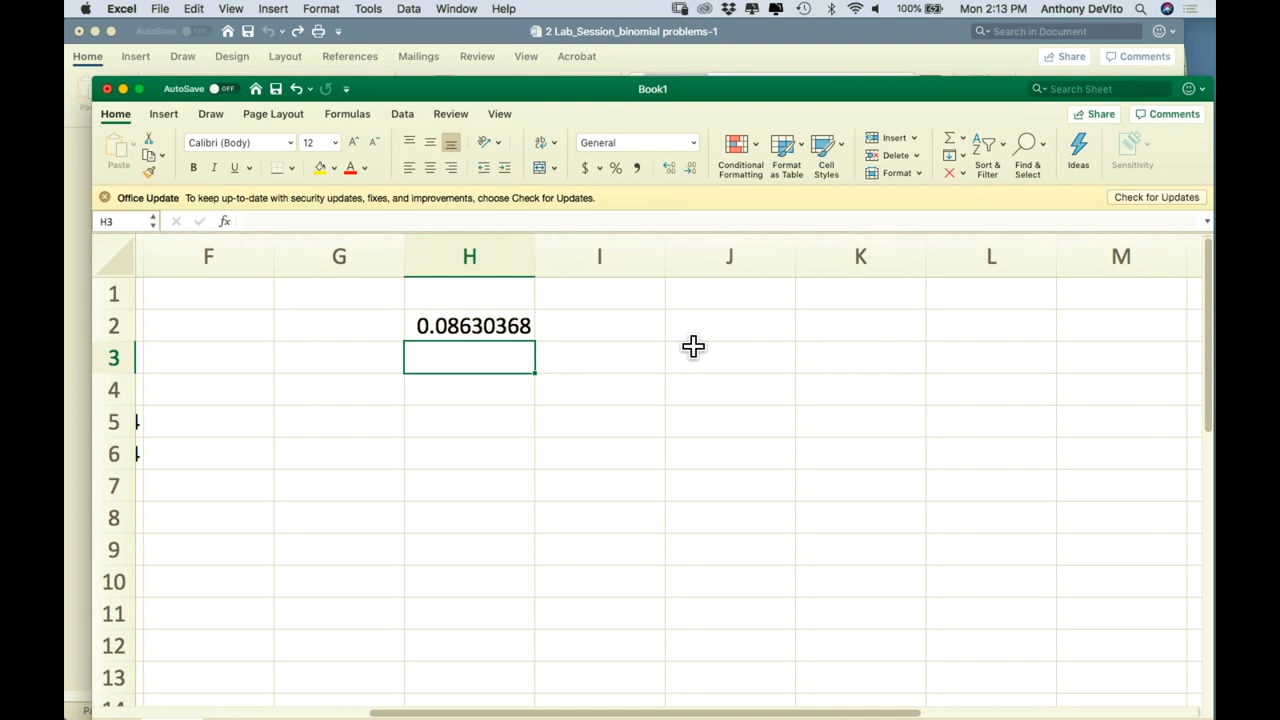 Excel File Edit View Insert Format Tools Data Window Help 100% Mon 2:13 PM Anthony DeVito
AutoSave OFF 2 Lab_Session_binomial problems-1 Search in Document
Home Insert Draw Design Layout References Mailings Review View Acrobat Share Comments
AutoSave OFF Book1 Search Sheet
Home Insert Draw Page Layout Formulas Data Review View Share Comments
Paste Calibri (Body) 12 A A General Insert
B I U A $ % Delete
Conditional Formatting Format as Table Cell Styles Format Sort & Filter Find & Select Ideas Sensitivity
Office Update To keep up-to-date with security updates, fixes, and improvements, choose Check for Updates. Check for Updates
H3 fx
F G H I J K L M
1
2 0.08630368
3
4
5 4
6 4
7
8
9
10
11
12
13